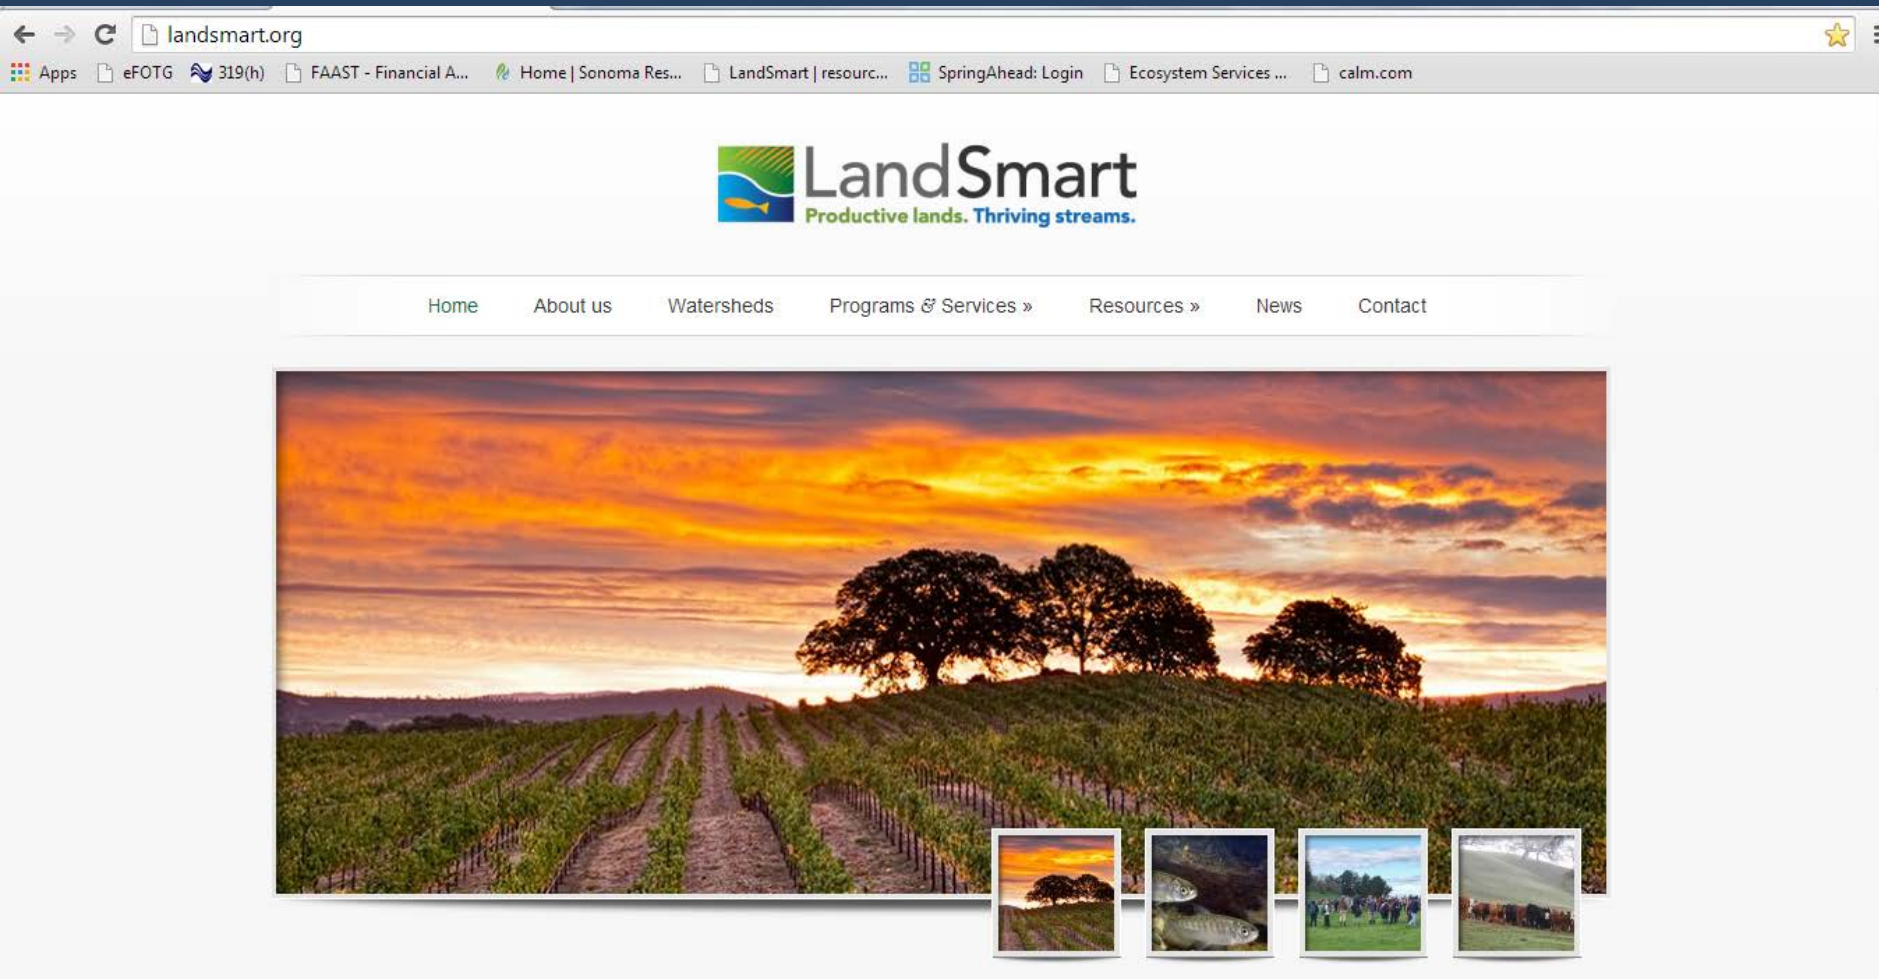 landsmart.org
Apps eFOTG 319(h) FAAST - Financial A... Home | Sonoma Res... LandSmart | resourc... SpringAhead: Login Ecosystem Services ... calm.com
LandSmart
Productive lands. Thriving streams.
Home About us Watersheds Programs & Services » Resources » News Contact